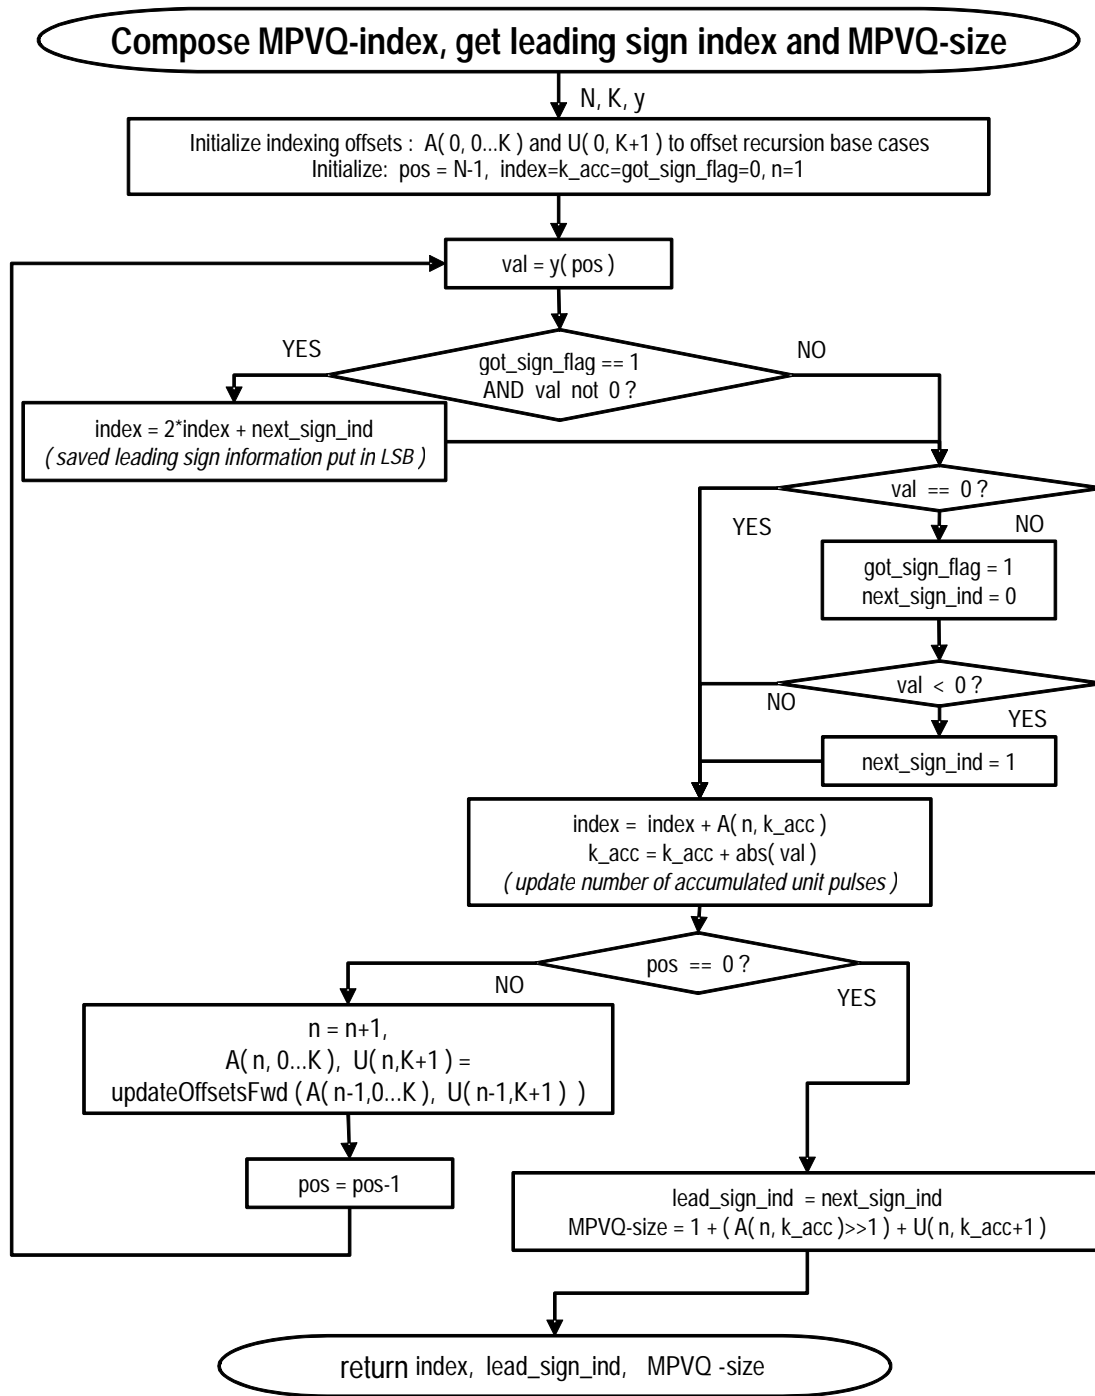 Compose MPVQ-index, get leading sign index and MPVQ-size
N, K, y
Initialize indexing offsets : A( 0, 0...K ) and U( 0, K+1 ) to offset recursion base cases
Initialize: pos = N-1, index=k_acc=got_sign_flag=0, n=1
val = y( pos )
YES
got_sign_flag == 1
AND val not 0 ?
NO
index = 2*index + next_sign_ind
( saved leading sign information put in LSB )
val == 0 ?
YES
NO
got_sign_flag = 1
next_sign_ind = 0
val < 0 ?
NO
YES
next_sign_ind = 1
index = index + A( n, k_acc )
k_acc = k_acc + abs( val )
( update number of accumulated unit pulses )
pos == 0 ?
NO
YES
n = n+1,
A( n, 0...K ), U( n,K+1 ) =
updateOffsetsFwd ( A( n-1,0...K ), U( n-1,K+1 ) )
pos = pos-1
lead_sign_ind = next_sign_ind
MPVQ-size = 1 + ( A( n, k_acc )>>1 ) + U( n, k_acc+1 )
return index, lead_sign_ind, MPVQ -size